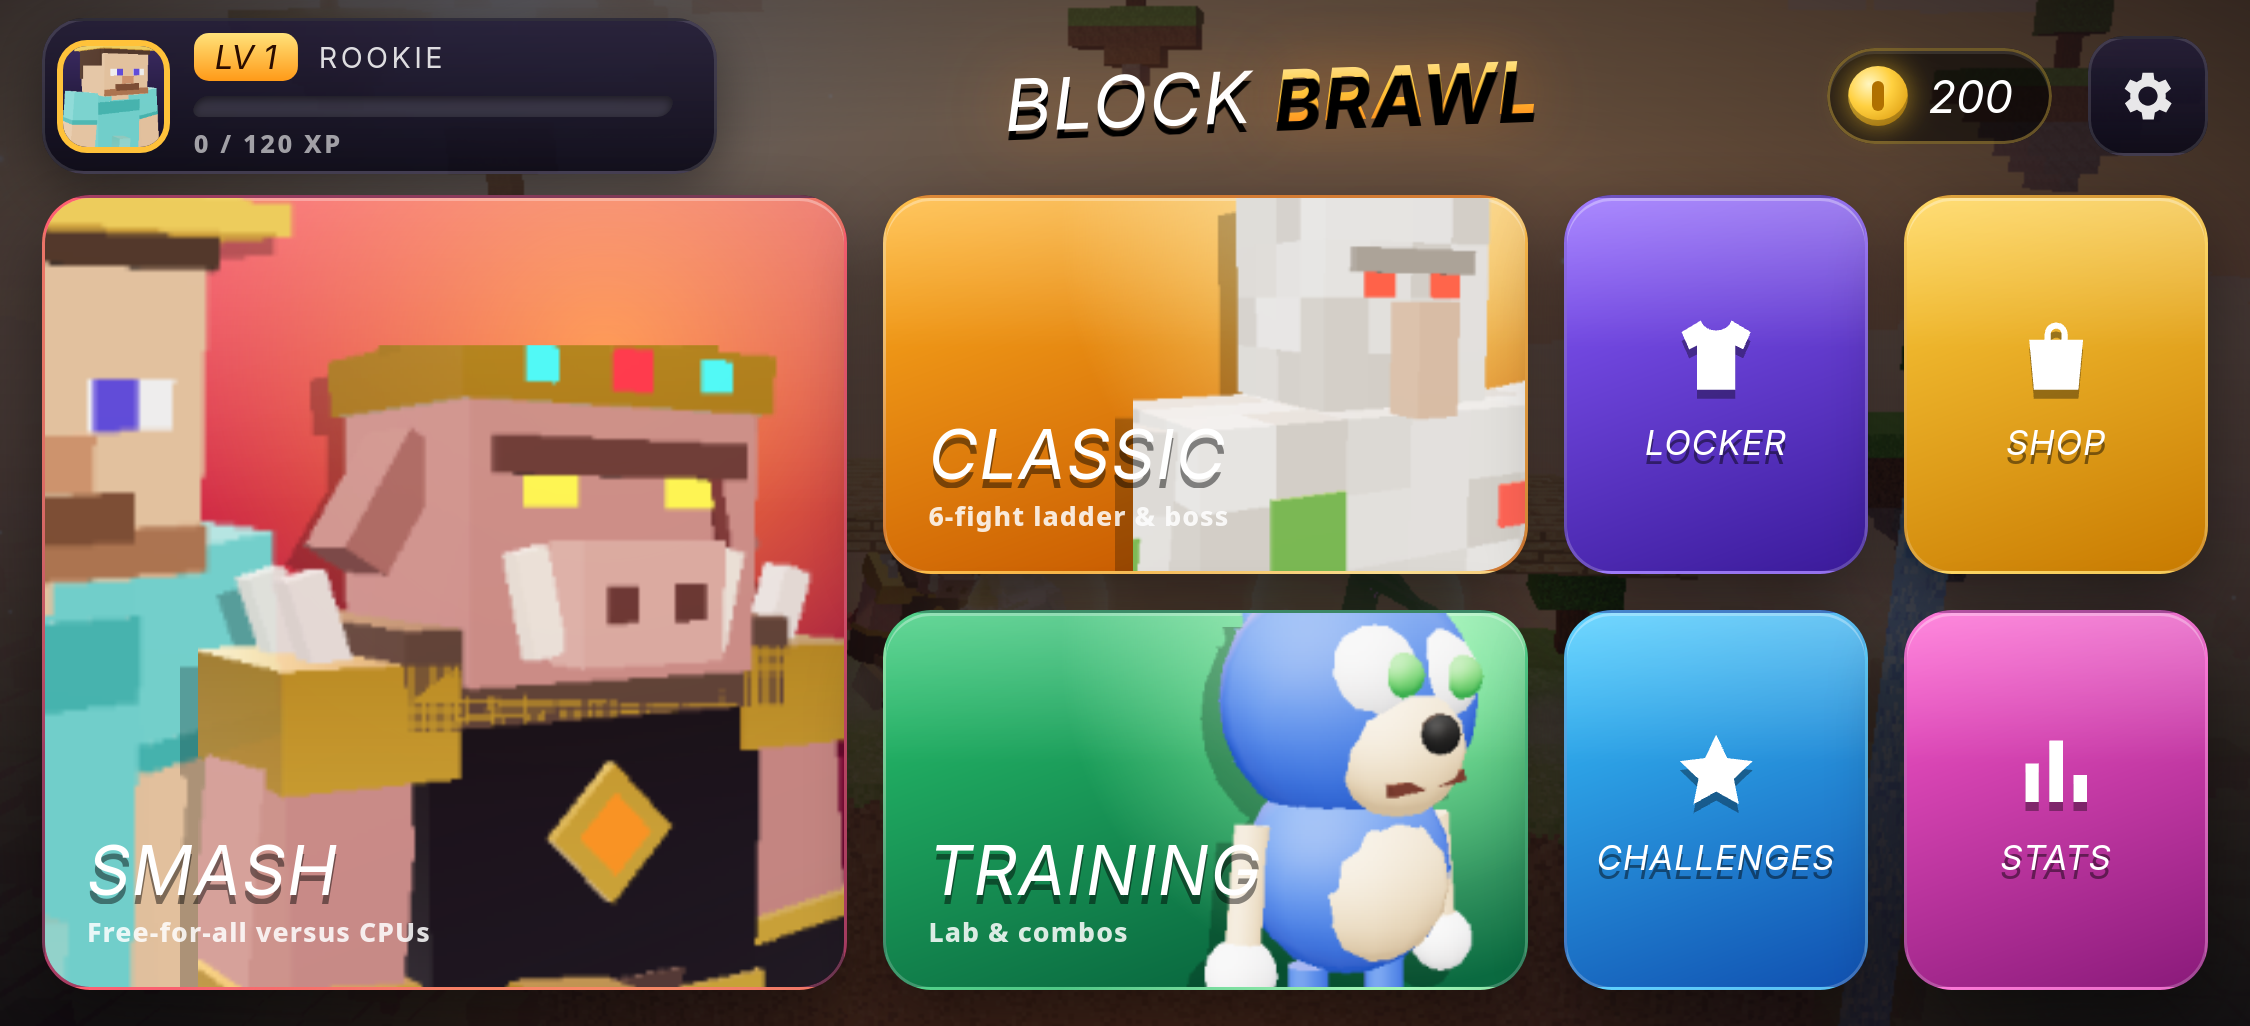 LV 1 ROOKIE
0 / 120 XP
BLOCK BRAWL
200
SMASH
Free-for-all versus CPUs
CLASSIC
6-fight ladder & boss
TRAINING
Lab & combos
LOCKER
SHOP
CHALLENGES
STATS